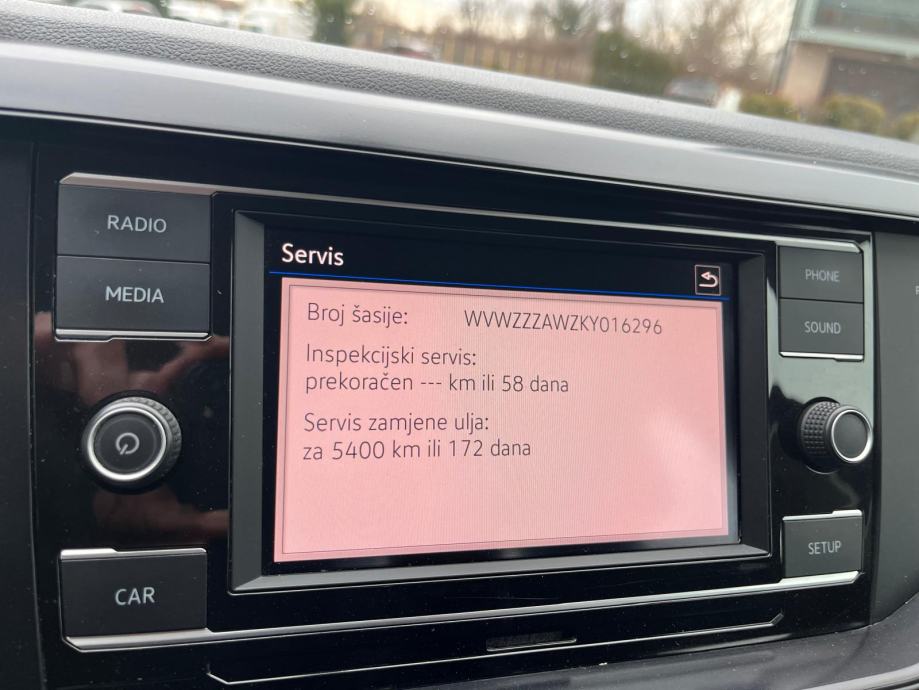 RADIO
MEDIA
CAR
Servis
Broj šasije: WVWZZZAWZKY016296
Inspekcijski servis:
prekoračen --- km ili 58 dana
Servis zamjene ulja:
za 5400 km ili 172 dana
PHONE
SOUND
SETUP